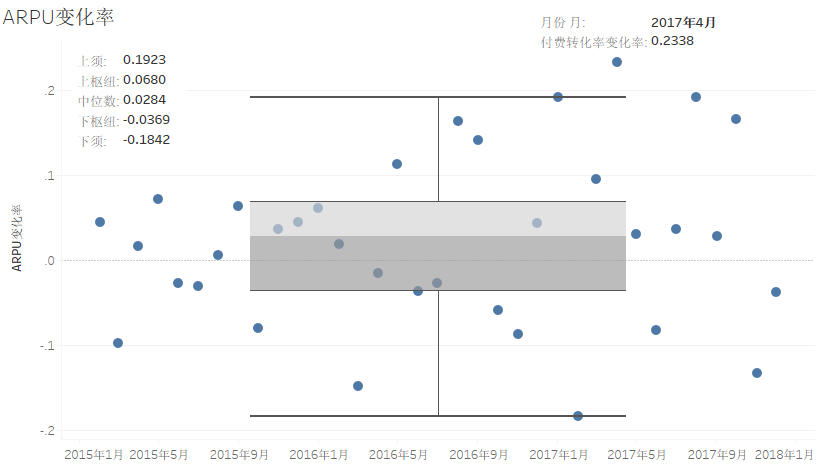 ARPU变化率
月份 月: 2017年4月
付费转化率变化率: 0.2338
上须: 0.1923
上枢纽: 0.0680
中位数: 0.0284
下枢纽: -0.0369
下须: -0.1842
.2
.1
.0
-.1
-.2
ARPU变化率
2015年1月 2015年5月 2015年9月 2016年1月 2016年5月 2016年9月 2017年1月 2017年5月 2017年9月 2018年1月